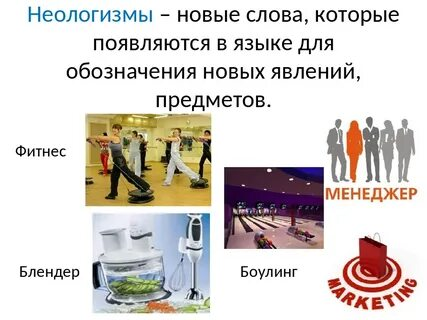 Неологизмы – новые слова, которые
появляются в языке для
обозначения новых явлений,
предметов.
Фитнес
МЕНЕДЖЕР
Блендер
Боулинг
MARKETING